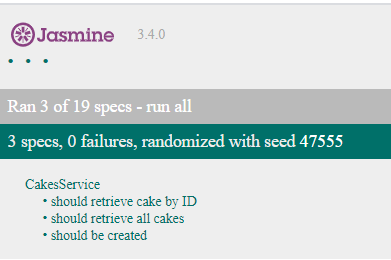 Jasmine 3.4.0
• • •
Ran 3 of 19 specs - run all
3 specs, 0 failures, randomized with seed 47555
CakesService
• should retrieve cake by ID
• should retrieve all cakes
• should be created